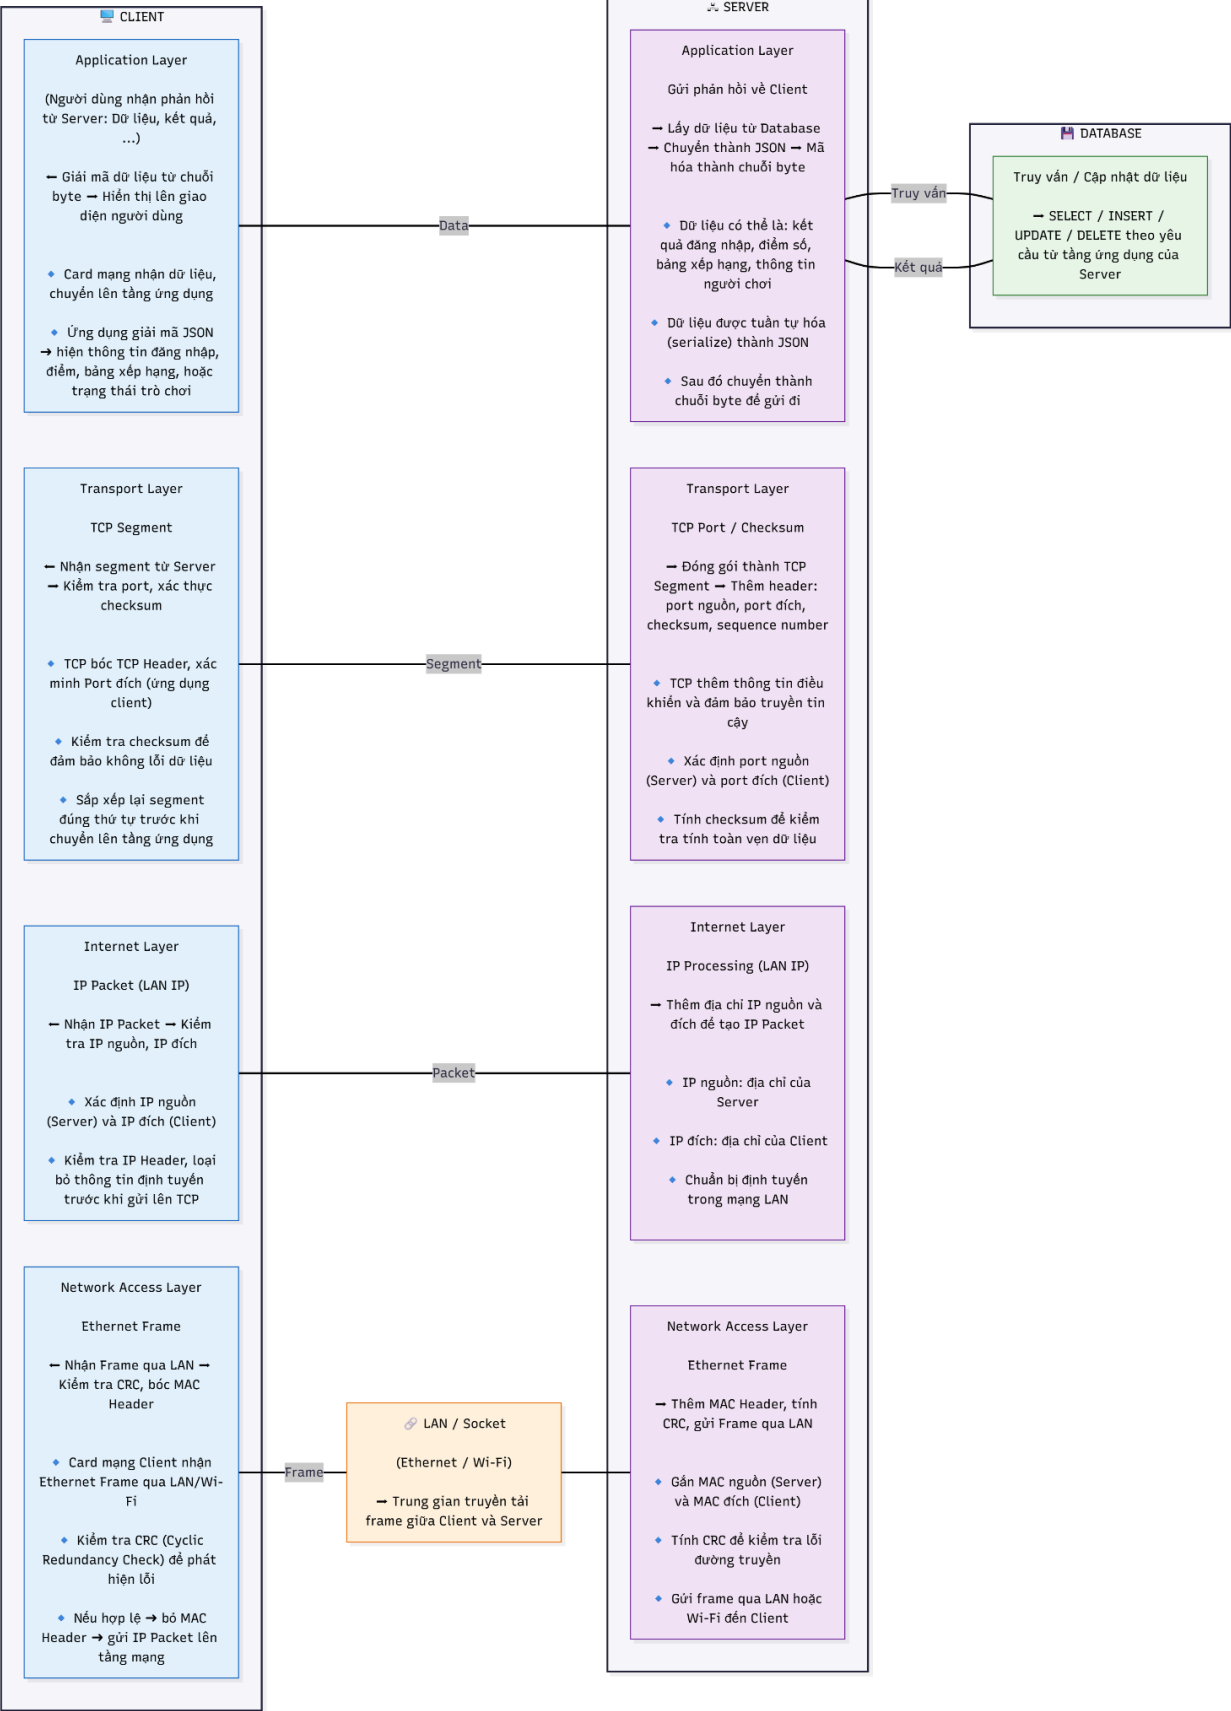 🖥️ CLIENT
Application Layer
(Người dùng nhận phản hồi
từ Server: Dữ liệu, kết quả,
...)
← Giải mã dữ liệu từ chuỗi
byte → Hiển thị lên giao
diện người dùng
🔹 Card mạng nhận dữ liệu,
chuyển lên tầng ứng dụng
🔹 Ứng dụng giải mã JSON
→ hiện thông tin đăng nhập,
điểm, bảng xếp hạng, hoặc
trạng thái trò chơi
Transport Layer
TCP Segment
← Nhận segment từ Server
→ Kiểm tra port, xác thực
checksum
🔹 TCP bóc TCP Header, xác
minh Port đích (ứng dụng
client)
🔹 Kiểm tra checksum để
đảm bảo không lỗi dữ liệu
🔹 Sắp xếp lại segment
đúng thứ tự trước khi
chuyển lên tầng ứng dụng
Internet Layer
IP Packet (LAN IP)
← Nhận IP Packet → Kiểm
tra IP nguồn, IP đích
🔹 Xác định IP nguồn
(Server) và IP đích (Client)
🔹 Kiểm tra IP Header, loại
bỏ thông tin định tuyến
trước khi gửi lên TCP
Network Access Layer
Ethernet Frame
← Nhận Frame qua LAN →
Kiểm tra CRC, bóc MAC
Header
🔹 Card mạng Client nhận
Ethernet Frame qua LAN/Wi-
Fi
🔹 Kiểm tra CRC (Cyclic
Redundancy Check) để phát
hiện lỗi
🔹 Nếu hợp lệ → bỏ MAC
Header → gửi IP Packet lên
tầng mạng
Data
Segment
Packet
Frame
🔗 LAN / Socket
(Ethernet / Wi-Fi)
→ Trung gian truyền tải
frame giữa Client và Server
🖧 SERVER
Application Layer
Gửi phản hồi về Client
→ Lấy dữ liệu từ Database
→ Chuyển thành JSON → Mã
hóa thành chuỗi byte
🔹 Dữ liệu có thể là: kết
quả đăng nhập, điểm số,
bảng xếp hạng, thông tin
người chơi
🔹 Dữ liệu được tuần tự hóa
(serialize) thành JSON
🔹 Sau đó chuyển thành
chuỗi byte để gửi đi
Transport Layer
TCP Port / Checksum
→ Đóng gói thành TCP
Segment → Thêm header:
port nguồn, port đích,
checksum, sequence number
🔹 TCP thêm thông tin điều
khiển và đảm bảo truyền tin
cậy
🔹 Xác định port nguồn
(Server) và port đích (Client)
🔹 Tính checksum để kiểm
tra tính toàn vẹn dữ liệu
Internet Layer
IP Processing (LAN IP)
→ Thêm địa chỉ IP nguồn và
đích để tạo IP Packet
🔹 IP nguồn: địa chỉ của
Server
🔹 IP đích: địa chỉ của Client
🔹 Chuẩn bị định tuyến
trong mạng LAN
Network Access Layer
Ethernet Frame
→ Thêm MAC Header, tính
CRC, gửi Frame qua LAN
🔹 Gắn MAC nguồn (Server)
và MAC đích (Client)
🔹 Tính CRC để kiểm tra lỗi
đường truyền
🔹 Gửi frame qua LAN hoặc
Wi-Fi đến Client
Truy vấn
Kết quả
💾 DATABASE
Truy vấn / Cập nhật dữ liệu
→ SELECT / INSERT /
UPDATE / DELETE theo yêu
cầu từ tầng ứng dụng của
Server